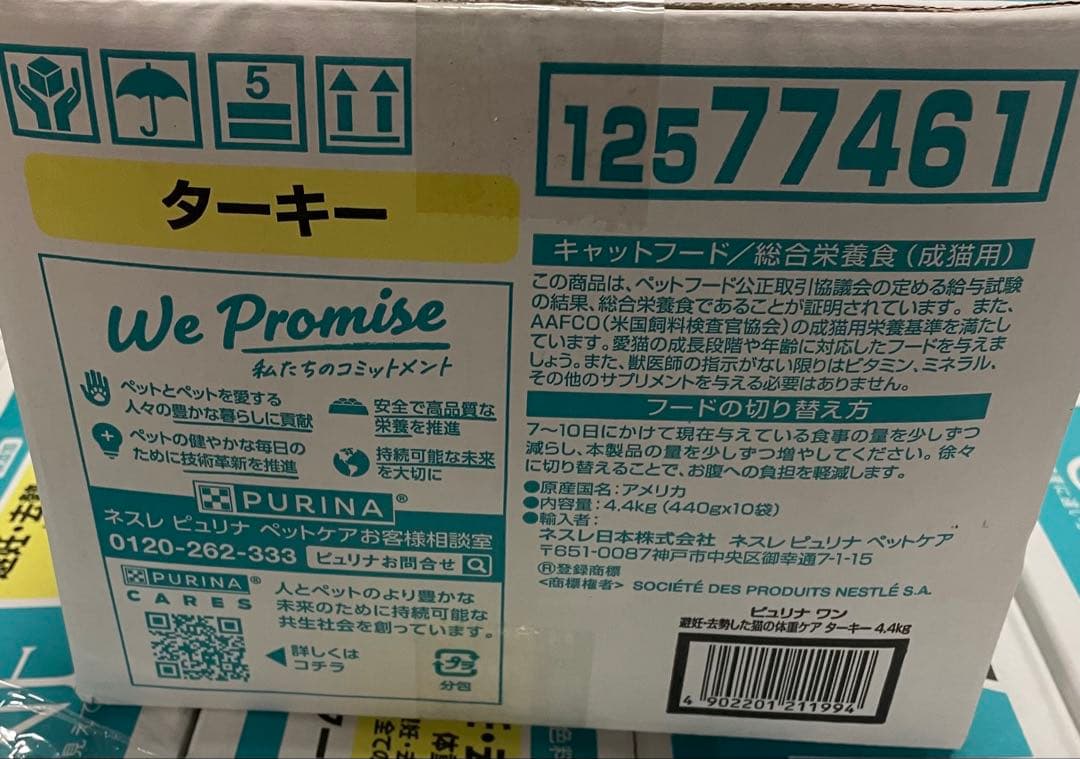 5
12577461
ターキー
We Promise
私たちのコミットメント
ペットとペットを愛する
人々の豊かな暮らしに貢献
安全で高品質な
栄養を推進
ペットの健やかな毎日の
ために技術革新を推進
持続可能な未来
を大切に
PURINA®
ネスレ ピュリナ ペットケアお客様相談室
0120-262-333 ピュリナお問合せ
PURINA®
CARES
人とペットのより豊かな
未来のために持続可能な
共生社会を創っています。
詳しくは
コチラ
プラ
分包
キャットフード/総合栄養食(成猫用)
この商品は、ペットフード公正取引協議会の定める給与試験
の結果、総合栄養食であることが証明されています。また、
AAFCO(米国飼料検査官協会)の成猫用栄養基準を満たし
ています。愛猫の成長段階や年齢に対応したフードを与えま
しょう。また、獣医師の指示がない限りはビタミン、ミネラル、
その他のサプリメントを与える必要はありません。
フードの切り替え方
7~10日にかけて現在与えている食事の量を少しずつ
減らし、本製品の量を少しずつ増やしてください。徐々
に切り替えることで、お腹への負担を軽減します。
●原産国名:アメリカ
●内容量:4.4kg(440g×10袋)
●輸入者:
ネスレ日本株式会社 ネスレ ピュリナ ペットケア
〒651-0087神戸市中央区御幸通7-1-15
®登録商標
<商標権者> SOCIÉTÉ DES PRODUITS NESTLÉ S.A.
ピュリナ ワン
避妊・去勢した猫の体重ケア ターキー 4.4kg
4 902201 211994